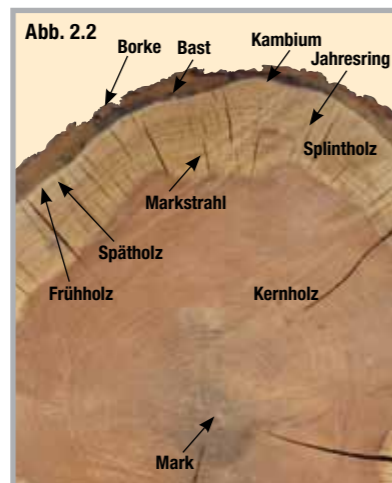 Abb. 2.2
Borke
Bast
Kambium
Jahresring
Splintholz
Markstrahl
Spätholz
Frühholz
Kernholz
Mark